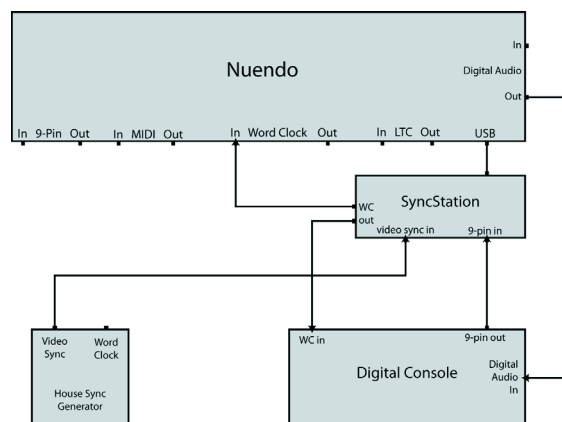 Nuendo
In
Digital Audio
Out
In 9-Pin Out In MIDI Out In Word Clock Out In LTC Out USB
SyncStation
WC
out
video sync in 9-pin in
Video
Sync
Word
Clock
House Sync
Generator
WC in
9-pin out
Digital Console
Digital
Audio
In